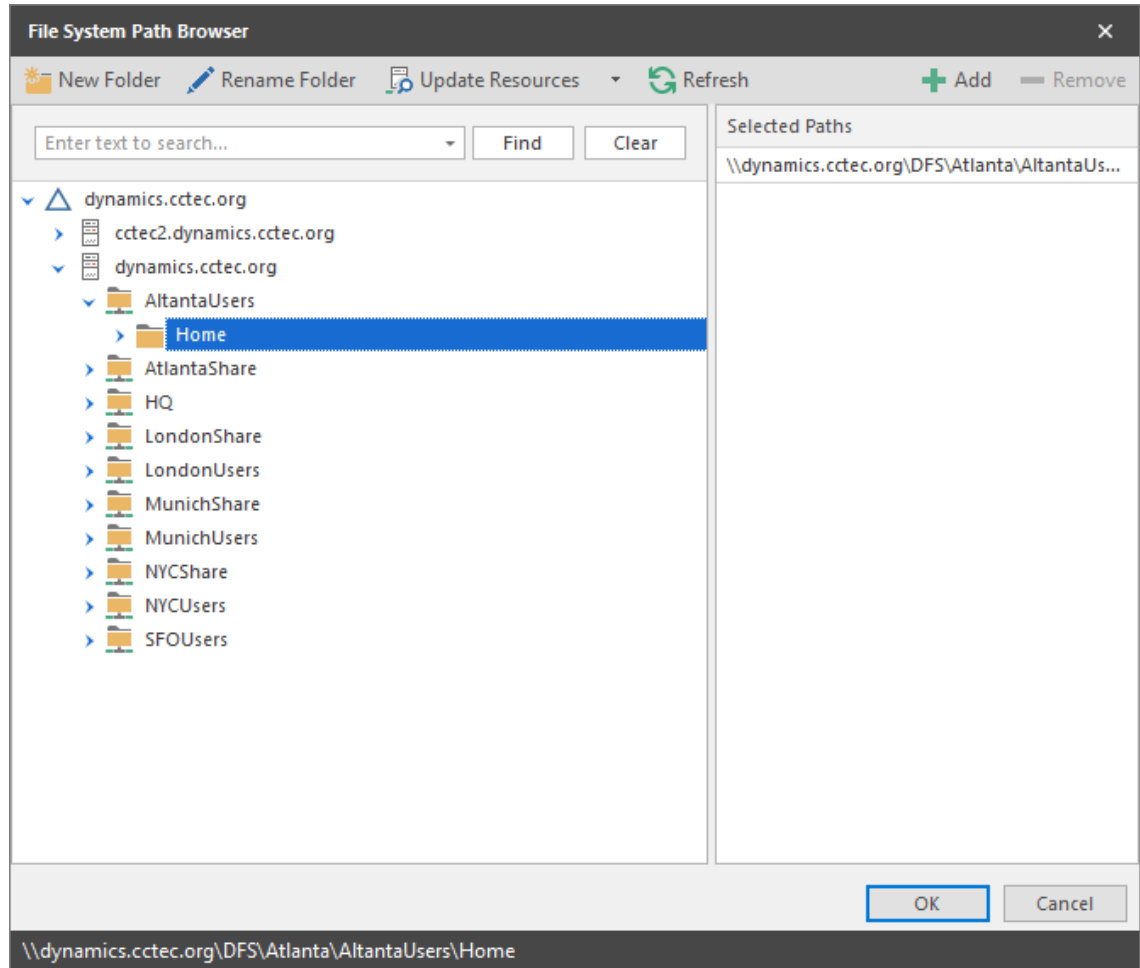 File System Path Browser
New Folder Rename Folder Update Resources Refresh Add Remove
Enter text to search... Find Clear
Selected Paths
\\dynamics.cctec.org\DFS\Atlanta\AltantaUs...
dynamics.cctec.org
cctec2.dynamics.cctec.org
dynamics.cctec.org
AltantaUsers
Home
AtlantaShare
HQ
LondonShare
LondonUsers
MunichShare
MunichUsers
NYCShare
NYCUsers
SFOUsers
OK Cancel
\\dynamics.cctec.org\DFS\Atlanta\AltantaUsers\Home